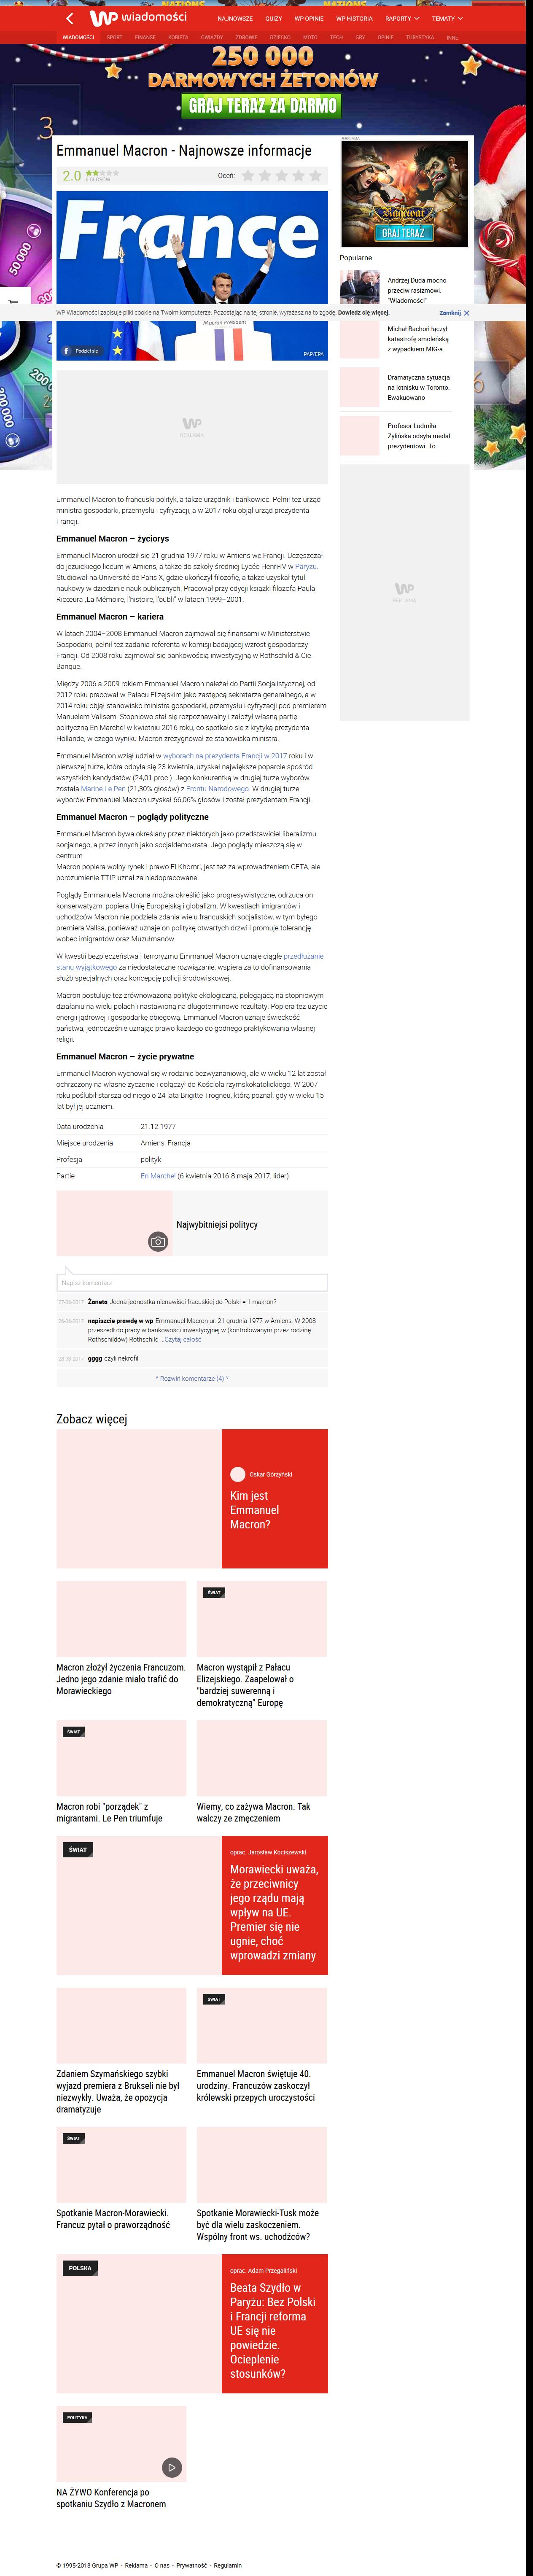 WP wiadomości
NAJNOWSZE QUIZY WP OPINIE WP HISTORIA RAPORTY TEMATY
WIADOMOŚCI SPORT FINANSE KOBIETA GWIAZDY ZDROWIE DZIECKO MOTO TECH GRY OPINIE TURYSTYKA INNE
250 000
DARMOWYCH ŻETONÓW
GRAJ TERAZ ZA DARMO
Emmanuel Macron - Najnowsze informacje
2.0
6 GŁOSÓW
Oceń:
France
Macron Président
Podziel się
PAP/EPA
REKLAMA
GRAJ TERAZ
Popularne
Andrzej Duda mocno
przeciw rasizmowi.
"Wiadomości"
WP Wiadomości zapisuje pliki cookie na Twoim komputerze. Pozostając na tej stronie, wyrażasz na to zgodę. Dowiedz się więcej.
Zamknij
Michał Rachoń łączył
katastrofę smoleńską
z wypadkiem MIG-a.
Dramatyczna sytuacja
na lotnisku w Toronto.
Ewakuowano
Profesor Ludmiła
Żylińska odsyła medal
prezydentowi. To
WP
REKLAMA
WP
REKLAMA
Emmanuel Macron to francuski polityk, a także urzędnik i bankowiec. Pełnił też urząd
ministra gospodarki, przemysłu i cyfryzacji, a w 2017 roku objął urząd prezydenta
Francji.
Emmanuel Macron – życiorys
Emmanuel Macron urodził się 21 grudnia 1977 roku w Amiens we Francji. Uczęszczał
do jezuickiego liceum w Amiens, a także do szkoły średniej Lycée Henri-IV w Paryżu.
Studiował na Université de Paris X, gdzie ukończył filozofię, a także uzyskał tytuł
naukowy w dziedzinie nauk publicznych. Pracował przy edycji książki filozofa Paula
Ricœura „La Mémoire, l'histoire, l'oubli” w latach 1999–2001.
Emmanuel Macron – kariera
W latach 2004–2008 Emmanuel Macron zajmował się finansami w Ministerstwie
Gospodarki, pełnił też zadania referenta w komisji badającej wzrost gospodarczy
Francji. Od 2008 roku zajmował się bankowością inwestycyjną w Rothschild & Cie
Banque.
Między 2006 a 2009 rokiem Emmanuel Macron należał do Partii Socjalistycznej, od
2012 roku pracował w Pałacu Elizejskim jako zastępca sekretarza generalnego, a w
2014 roku objął stanowisko ministra gospodarki, przemysłu i cyfryzacji pod premierem
Manuelem Vallsem. Stopniowo stał się rozpoznawalny i założył własną partię
polityczną En Marche! w kwietniu 2016 roku, co spotkało się z krytyką prezydenta
Hollande, w czego wyniku Macron zrezygnował ze stanowiska ministra.
Emmanuel Macron wziął udział w wyborach na prezydenta Francji w 2017 roku i w
pierwszej turze, która odbyła się 23 kwietnia, uzyskał największe poparcie spośród
wszystkich kandydatów (24,01 proc.). Jego konkurentką w drugiej turze wyborów
została Marine Le Pen (21,30% głosów) z Frontu Narodowego. W drugiej turze
wyborów Emmanuel Macron uzyskał 66,06% głosów i został prezydentem Francji.
Emmanuel Macron – poglądy polityczne
Emmanuel Macron bywa określany przez niektórych jako przedstawiciel liberalizmu
socjalnego, a przez innych jako socjaldemokrata. Jego poglądy mieszczą się w
centrum.
Macron popiera wolny rynek i prawo El Khomri, jest też za wprowadzeniem CETA, ale
porozumienie TTIP uznał za niedopracowane.
Poglądy Emmanuela Macrona można określić jako progresywistyczne, odrzuca on
konserwatyzm, popiera Unię Europejską i globalizm. W kwestiach imigrantów i
uchodźców Macron nie podziela zdania wielu francuskich socjalistów, w tym byłego
premiera Vallsa, ponieważ uznaje on politykę otwartych drzwi i promuje tolerancję
wobec imigrantów oraz Muzułmanów.
W kwestii bezpieczeństwa i terroryzmu Emmanuel Macron uznaje ciągłe przedłużanie
stanu wyjątkowego za niedostateczne rozwiązanie, wspiera za to dofinansowania
służb specjalnych oraz koncepcję policji środowiskowej.
Macron postuluje też zrównoważoną politykę ekologiczną, polegającą na stopniowym
działaniu na wielu polach i nastawioną na długoterminowe rezultaty. Popiera też użycie
energii jądrowej i gospodarkę obiegową. Emmanuel Macron uznaje świeckość
państwa, jednocześnie uznając prawo każdego do godnego praktykowania własnej
religii.
Emmanuel Macron – życie prywatne
Emmanuel Macron wychował się w rodzinie bezwyznaniowej, ale w wieku 12 lat został
ochrzczony na własne życzenie i dołączył do Kościoła rzymskokatolickiego. W 2007
roku poślubił starszą od niego o 24 lata Brigitte Trogneu, którą poznał, gdy w wieku 15
lat był jej uczniem.
Data urodzenia 21.12.1977
Miejsce urodzenia Amiens, Francja
Profesja polityk
Partie En Marche! (6 kwietnia 2016-8 maja 2017, lider)
Najwybitniejsi politycy
Napisz komentarz
27-06-2017 Żaneta Jedna jednostka nienawiści fracuskiej do Polski = 1 makron?
26-06-2017 napiszcie prawdę w wp Emmanuel Macron ur. 21 grudnia 1977 w Amiens. W 2008
przeszedł do pracy w bankowości inwestycyjnej w (kontrolowanym przez rodzinę
Rothschildów) Rothschild ...Czytaj całość
28-06-2017 gggg czyli nekrofil
Rozwiń komentarze (4)
Zobacz więcej
Oskar Górzyński
Kim jest
Emmanuel
Macron?
ŚWIAT
Macron złożył życzenia Francuzom.
Jedno jego zdanie miało trafić do
Morawieckiego
Macron wystąpił z Pałacu
Elizejskiego. Zaapelował o
"bardziej suwerenną i
demokratyczną" Europę
ŚWIAT
Macron robi "porządek" z
migrantami. Le Pen triumfuje
Wiemy, co zażywa Macron. Tak
walczy ze zmęczeniem
ŚWIAT
oprac. Jarosław Kociszewski
Morawiecki uważa,
że przeciwnicy
jego rządu mają
wpływ na UE.
Premier się nie
ugnie, choć
wprowadzi zmiany
ŚWIAT
Zdaniem Szymańskiego szybki
wyjazd premiera z Brukseli nie był
niezwykły. Uważa, że opozycja
dramatyzuje
Emmanuel Macron świętuje 40.
urodziny. Francuzów zaskoczył
królewski przepych uroczystości
ŚWIAT
Spotkanie Macron-Morawiecki.
Francuz pytał o praworządność
Spotkanie Morawiecki-Tusk może
być dla wielu zaskoczeniem.
Wspólny front ws. uchodźców?
POLSKA
oprac. Adam Przegaliński
Beata Szydło w
Paryżu: Bez Polski
i Francji reforma
UE się nie
powiedzie.
Ocieplenie
stosunków?
POLITYKA
NA ŻYWO Konferencja po
spotkaniu Szydło z Macronem
© 1995-2018 Grupa WP • Reklama • O nas • Prywatność • Regulamin